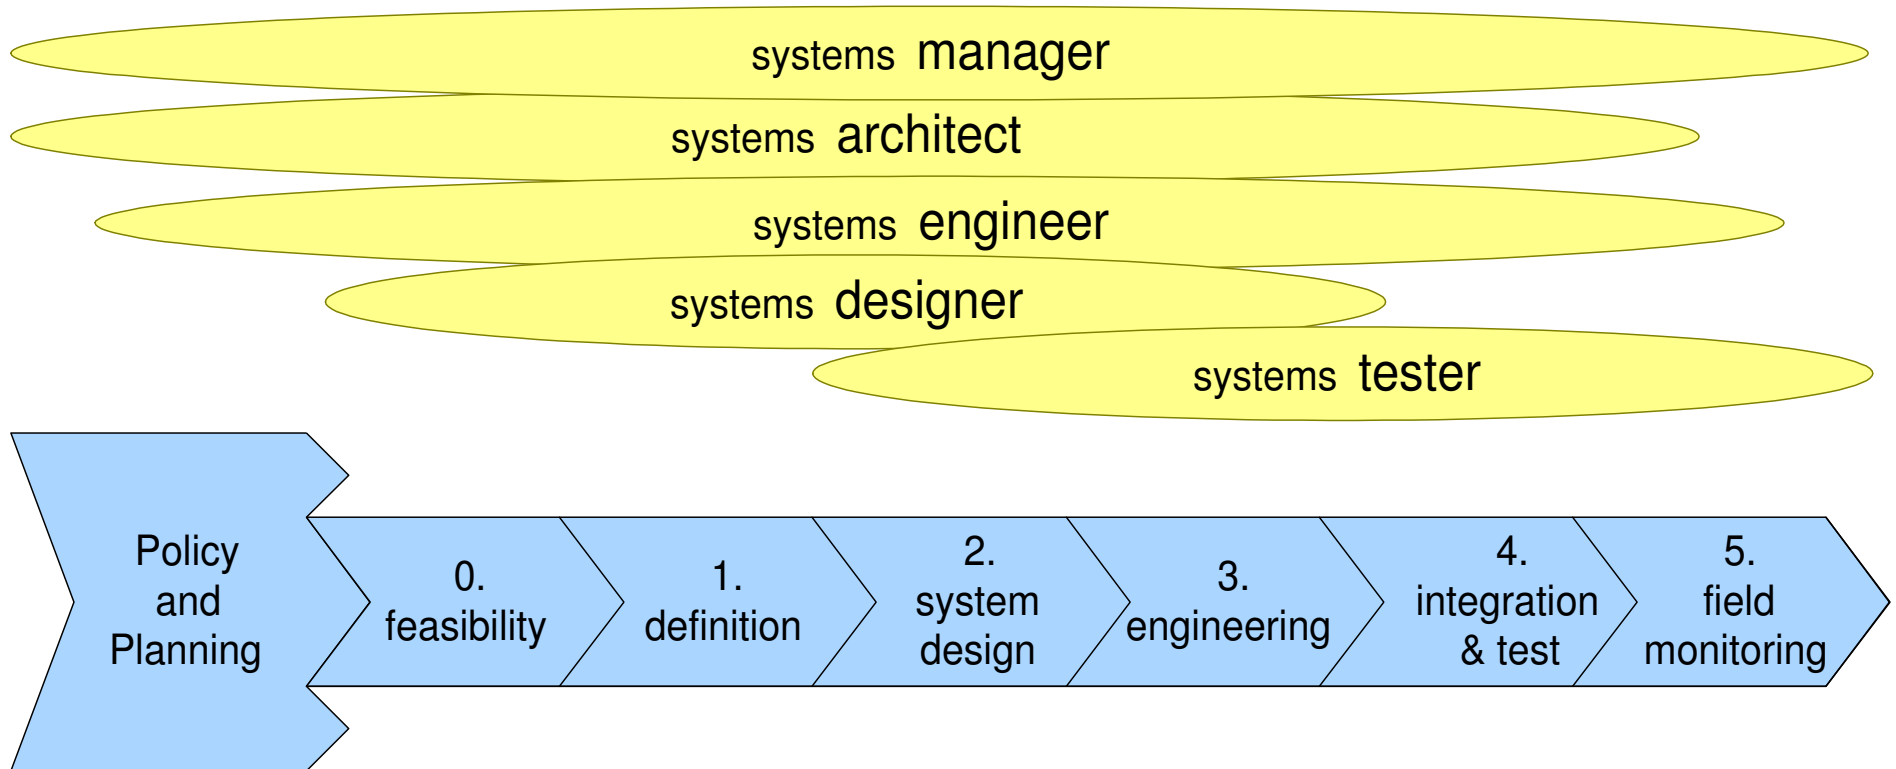 systems manager
systems architect
systems engineer
systems designer
systems tester
Policy
and
Planning
0.
feasibility
1.
definition
2.
system
design
3.
engineering
4.
integration
& test
5.
field
monitoring